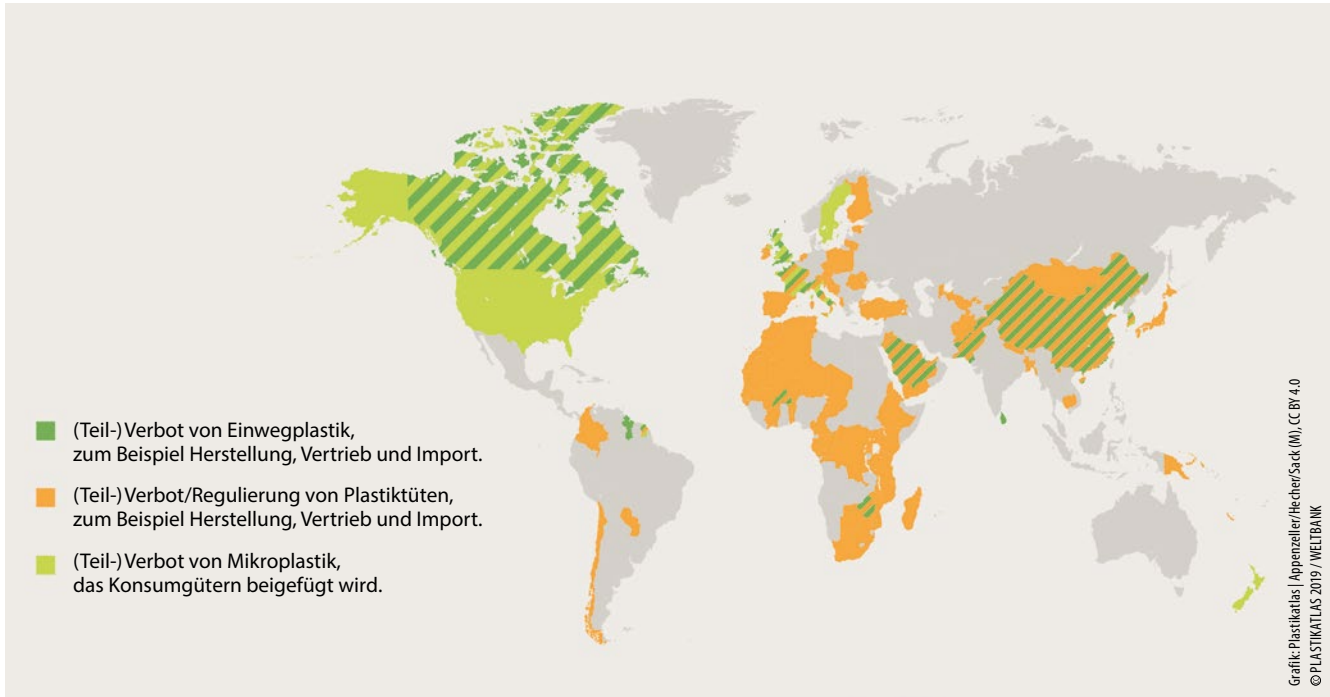 (Teil-)Verbot von Einwegplastik,
zum Beispiel Herstellung, Vertrieb und Import.
(Teil-)Verbot/Regulierung von Plastiktüten,
zum Beispiel Herstellung, Vertrieb und Import.
(Teil-)Verbot von Mikroplastik,
das Konsumgütern beigefügt wird.
Grafik: Plastikatlas | Appenzeller/Hecher/Sack (M), CC BY 4.0
© PLASTIKATLAS 2019 / WELTBANK